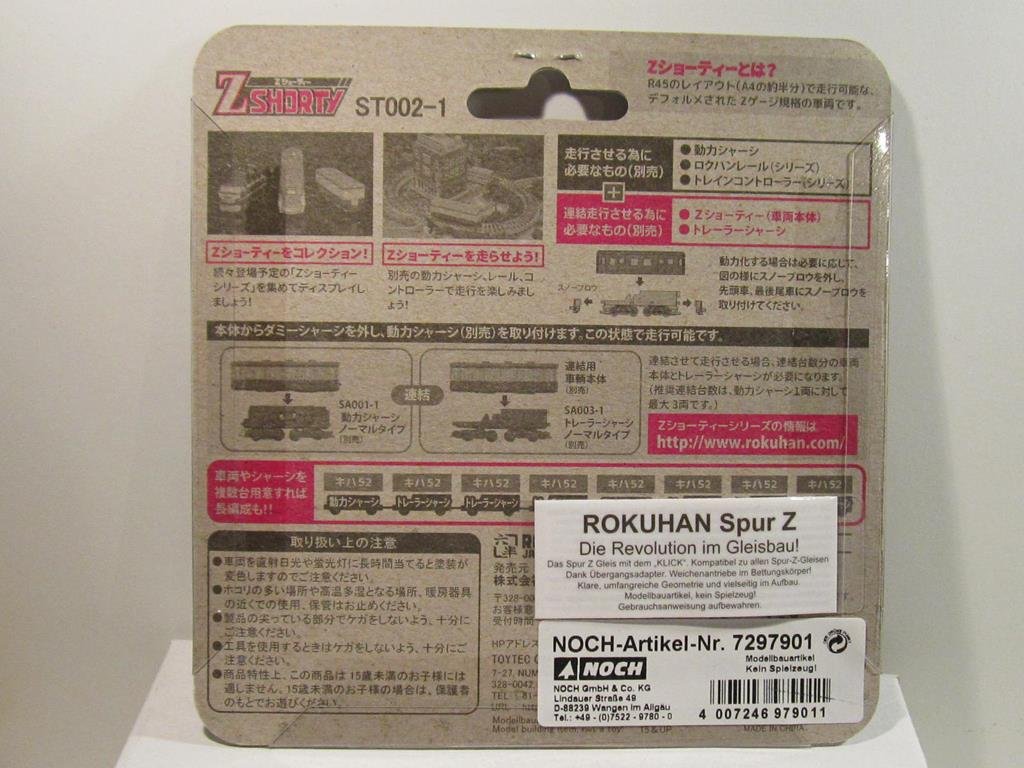 Zショーティー
Z SHORTY ST002-1
Zショーティーとは?
R45のレイアウト(A4の約半分)で走行可能な、
デフォルメされた Zゲージ規格の車両です。
走行させる為に
必要なもの(別売)
●動力シャーシ
●ロクハンレール(シリーズ)
●トレインコントローラー(シリーズ)
+
連結走行させる為に
必要なもの(別売)
●Zショーティー(車両本体)
●トレーラーシャーシ
Zショーティーをコレクション!
続々登場予定の「Zショーティー
シリーズ」を集めてディスプレイし
ましょう!
Zショーティーを走らせよう!
別売の動力シャーシ、レール、コ
ントローラーで走行を楽しみまし
ょう!
スノープロウ
動力化する場合は必要に応じて、
図の様にスノープロウを外し、
先頭車、最後尾車にスノープロウを
取り付けてください。
本体からダミーシャーシを外し、動力シャーシ(別売)を取り付けます。この状態で走行可能です。
SA001-1
動力シャーシ
ノーマルタイプ
(別売)
連結
連結用
車輌本体
(別売)
SA003-1
トレーラーシャーシ
ノーマルタイプ
(別売)
連結させて走行させる場合、連結台数分の車両
本体とトレーラーシャーシが必要になります。
(推奨連結台数は、動力シャーシ1両に対して
最大 3両です。)
Zショーティーシリーズの情報は
http://www.rokuhan.com/
車両やシャーシを
複数台用意すれば
長編成も!!
キハ52 キハ52 キハ52 キハ52 キハ52 キハ52 キハ52 キハ52
動力シャーシ トレーラーシャーシ トレーラーシャーシ
取り扱い上の注意
●車両を直射日光や蛍光灯に長時間当てると塗装が
変色しますのでご注意ください。
●ホコリの多い場所や高温多湿となる場所、暖房器具
の近くでの使用、保管はお止めください。
●製品の尖っている部分でケガをしないよう、十分に
ご注意ください。
●工具を使用するときはケガをしないよう、十分にご
注意ください。
●商品特性上、この商品は 15歳未満のお子様には
適しません。15歳未満のお子様の場合は、保護者
のもとでお選びください。
発売元
株式会
〒328-00
お客様
受付時間
HPアドレス
TOYTEC
7-27, NUM
328-0042,
TEL : 81-
URL : htt
Modellbau
Model building item, not a toy! 15&UP MADE IN CHINA
ROKUHAN Spur Z
Die Revolution im Gleisbau!
Das Spur Z Gleis mit dem „KLICK“. Kompatibel zu allen Spur-Z-Gleisen
Dank Übergangsadapter. Weichenantriebe im Bettungskörper!
Klare, umfangreiche Geometrie und vielseitig im Aufbau.
Modellbauartikel, kein Spielzeug!
Gebrauchsanweisung aufbewahren.
NOCH-Artikel-Nr. 7297901
NOCH
Modellbauartikel
Kein Spielzeug!
NOCH GmbH & Co. KG
Lindauer Straße 49
D-88239 Wangen im Allgäu
Tel.: +49 - (0)7522 - 9780 - 0
4 007246 979011